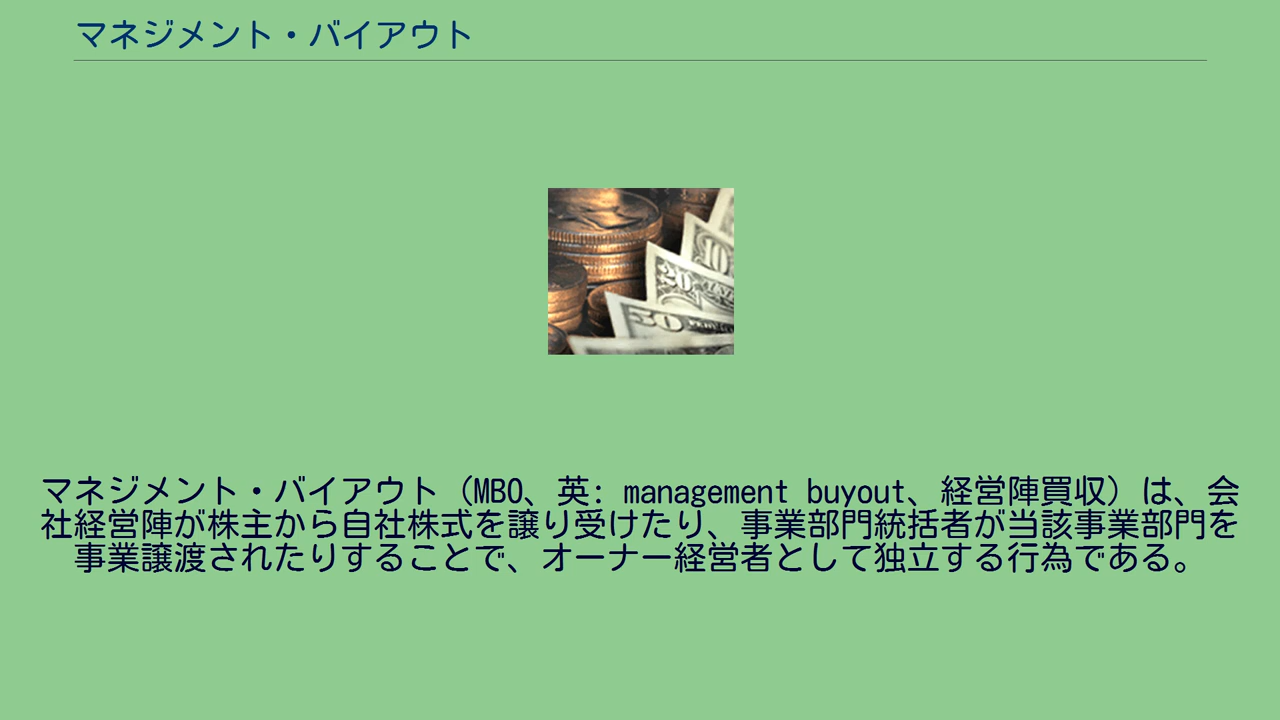 マネジメント・バイアウト
10
20
50
マネジメント・バイアウト（MBO、英: management buyout、経営陣買収）は、会
社経営陣が株主から自社株式を譲り受けたり、事業部門統括者が当該事業部門を
事業譲渡されたりすることで、オーナー経営者として独立する行為である。